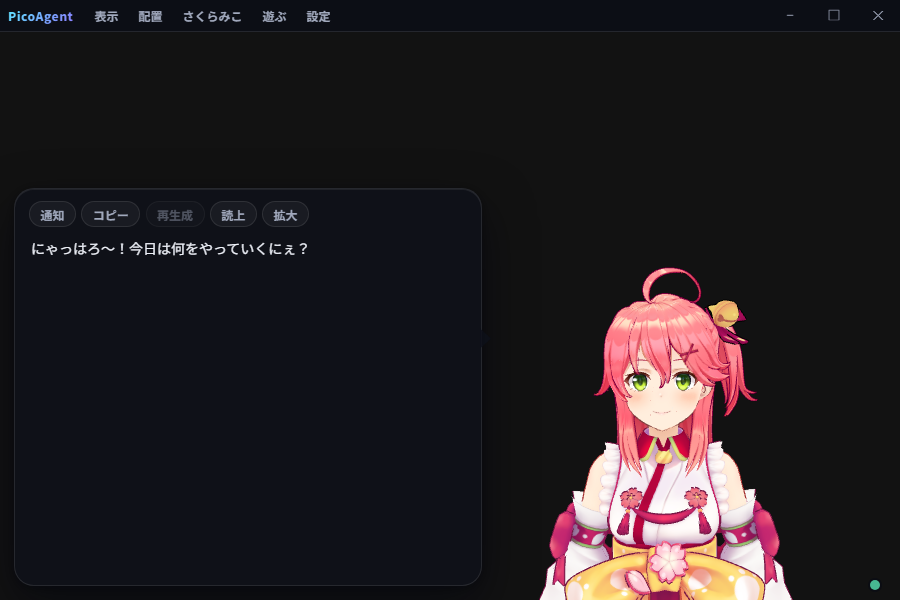 PicoAgent 表示 配置 さくらみこ 遊ぶ 設定
通知 コピー 再生成 読上 拡大
にゃっはろ～！今日は何をやっていくにぇ？